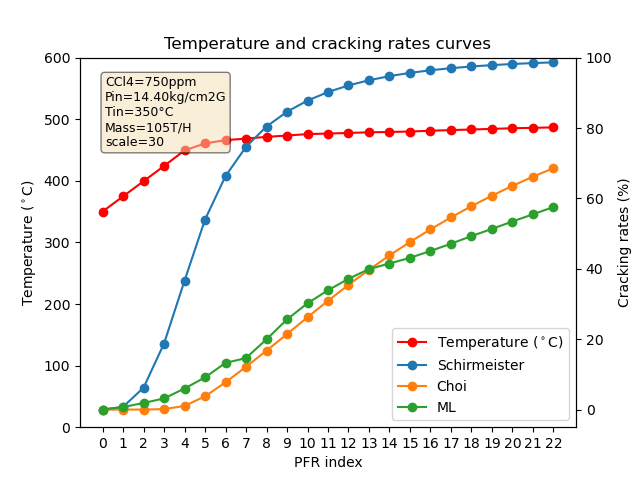 Temperature and cracking rates curves
CCl4=750ppm
Pin=14.40kg/cm2G
Tin=350°C
Mass=105T/H
scale=30
600
500
400
300
200
100
0
Temperature (°C)
100
80
60
40
20
0
Cracking rates (%)
Temperature (°C)
Schirmeister
Choi
ML
0 1 2 3 4 5 6 7 8 9 10 11 12 13 14 15 16 17 18 19 20 21 22
PFR index